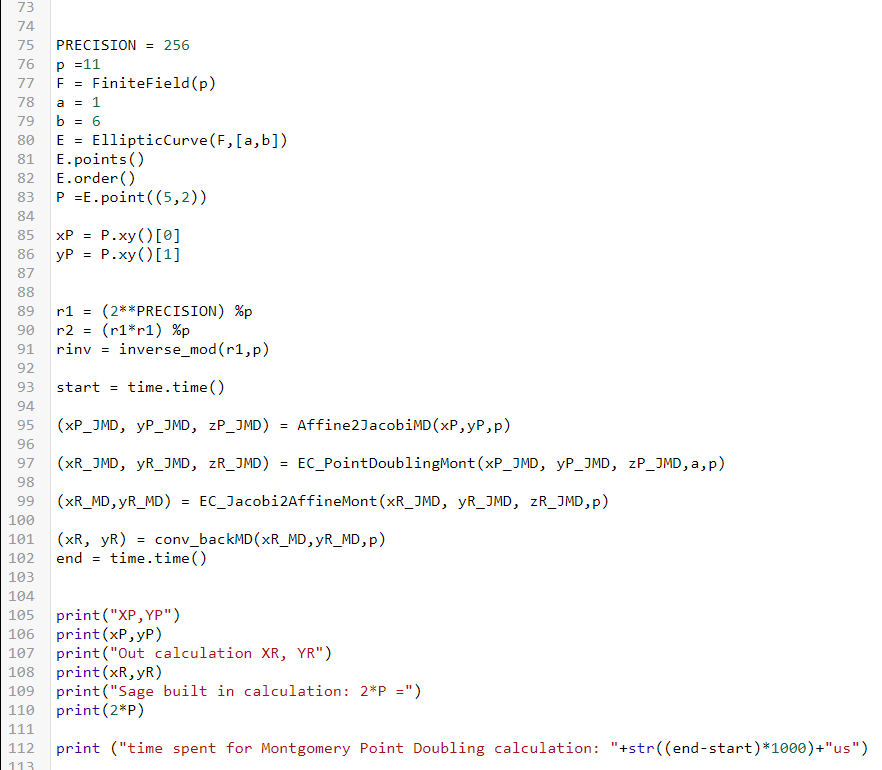 73
74
75 PRECISION = 256
76 p =11
77 F = FiniteField(p)
78 a = 1
79 b = 6
80 E = EllipticCurve(F,[a,b])
81 E.points()
82 E.order()
83 P =E.point((5,2))
84
85 xP = P.xy()[0]
86 yP = P.xy()[1]
87
88
89 r1 = (2**PRECISION) %p
90 r2 = (r1*r1) %p
91 rinv = inverse_mod(r1,p)
92
93 start = time.time()
94
95 (xP_JMD, yP_JMD, zP_JMD) = Affine2JacobiMD(xP,yP,p)
96
97 (xR_JMD, yR_JMD, zR_JMD) = EC_PointDoublingMont(xP_JMD, yP_JMD, zP_JMD,a,p)
98
99 (xR_MD,yR_MD) = EC_Jacobi2AffineMont(xR_JMD, yR_JMD, zR_JMD,p)
100
101 (xR, yR) = conv_backMD(xR_MD,yR_MD,p)
102 end = time.time()
103
104
105 print("XP,YP")
106 print(xP,yP)
107 print("Out calculation XR, YR")
108 print(xR,yR)
109 print("Sage built in calculation: 2*P =")
110 print(2*P)
111
112 print ("time spent for Montgomery Point Doubling calculation: "+str((end-start)*1000)+"us")
113